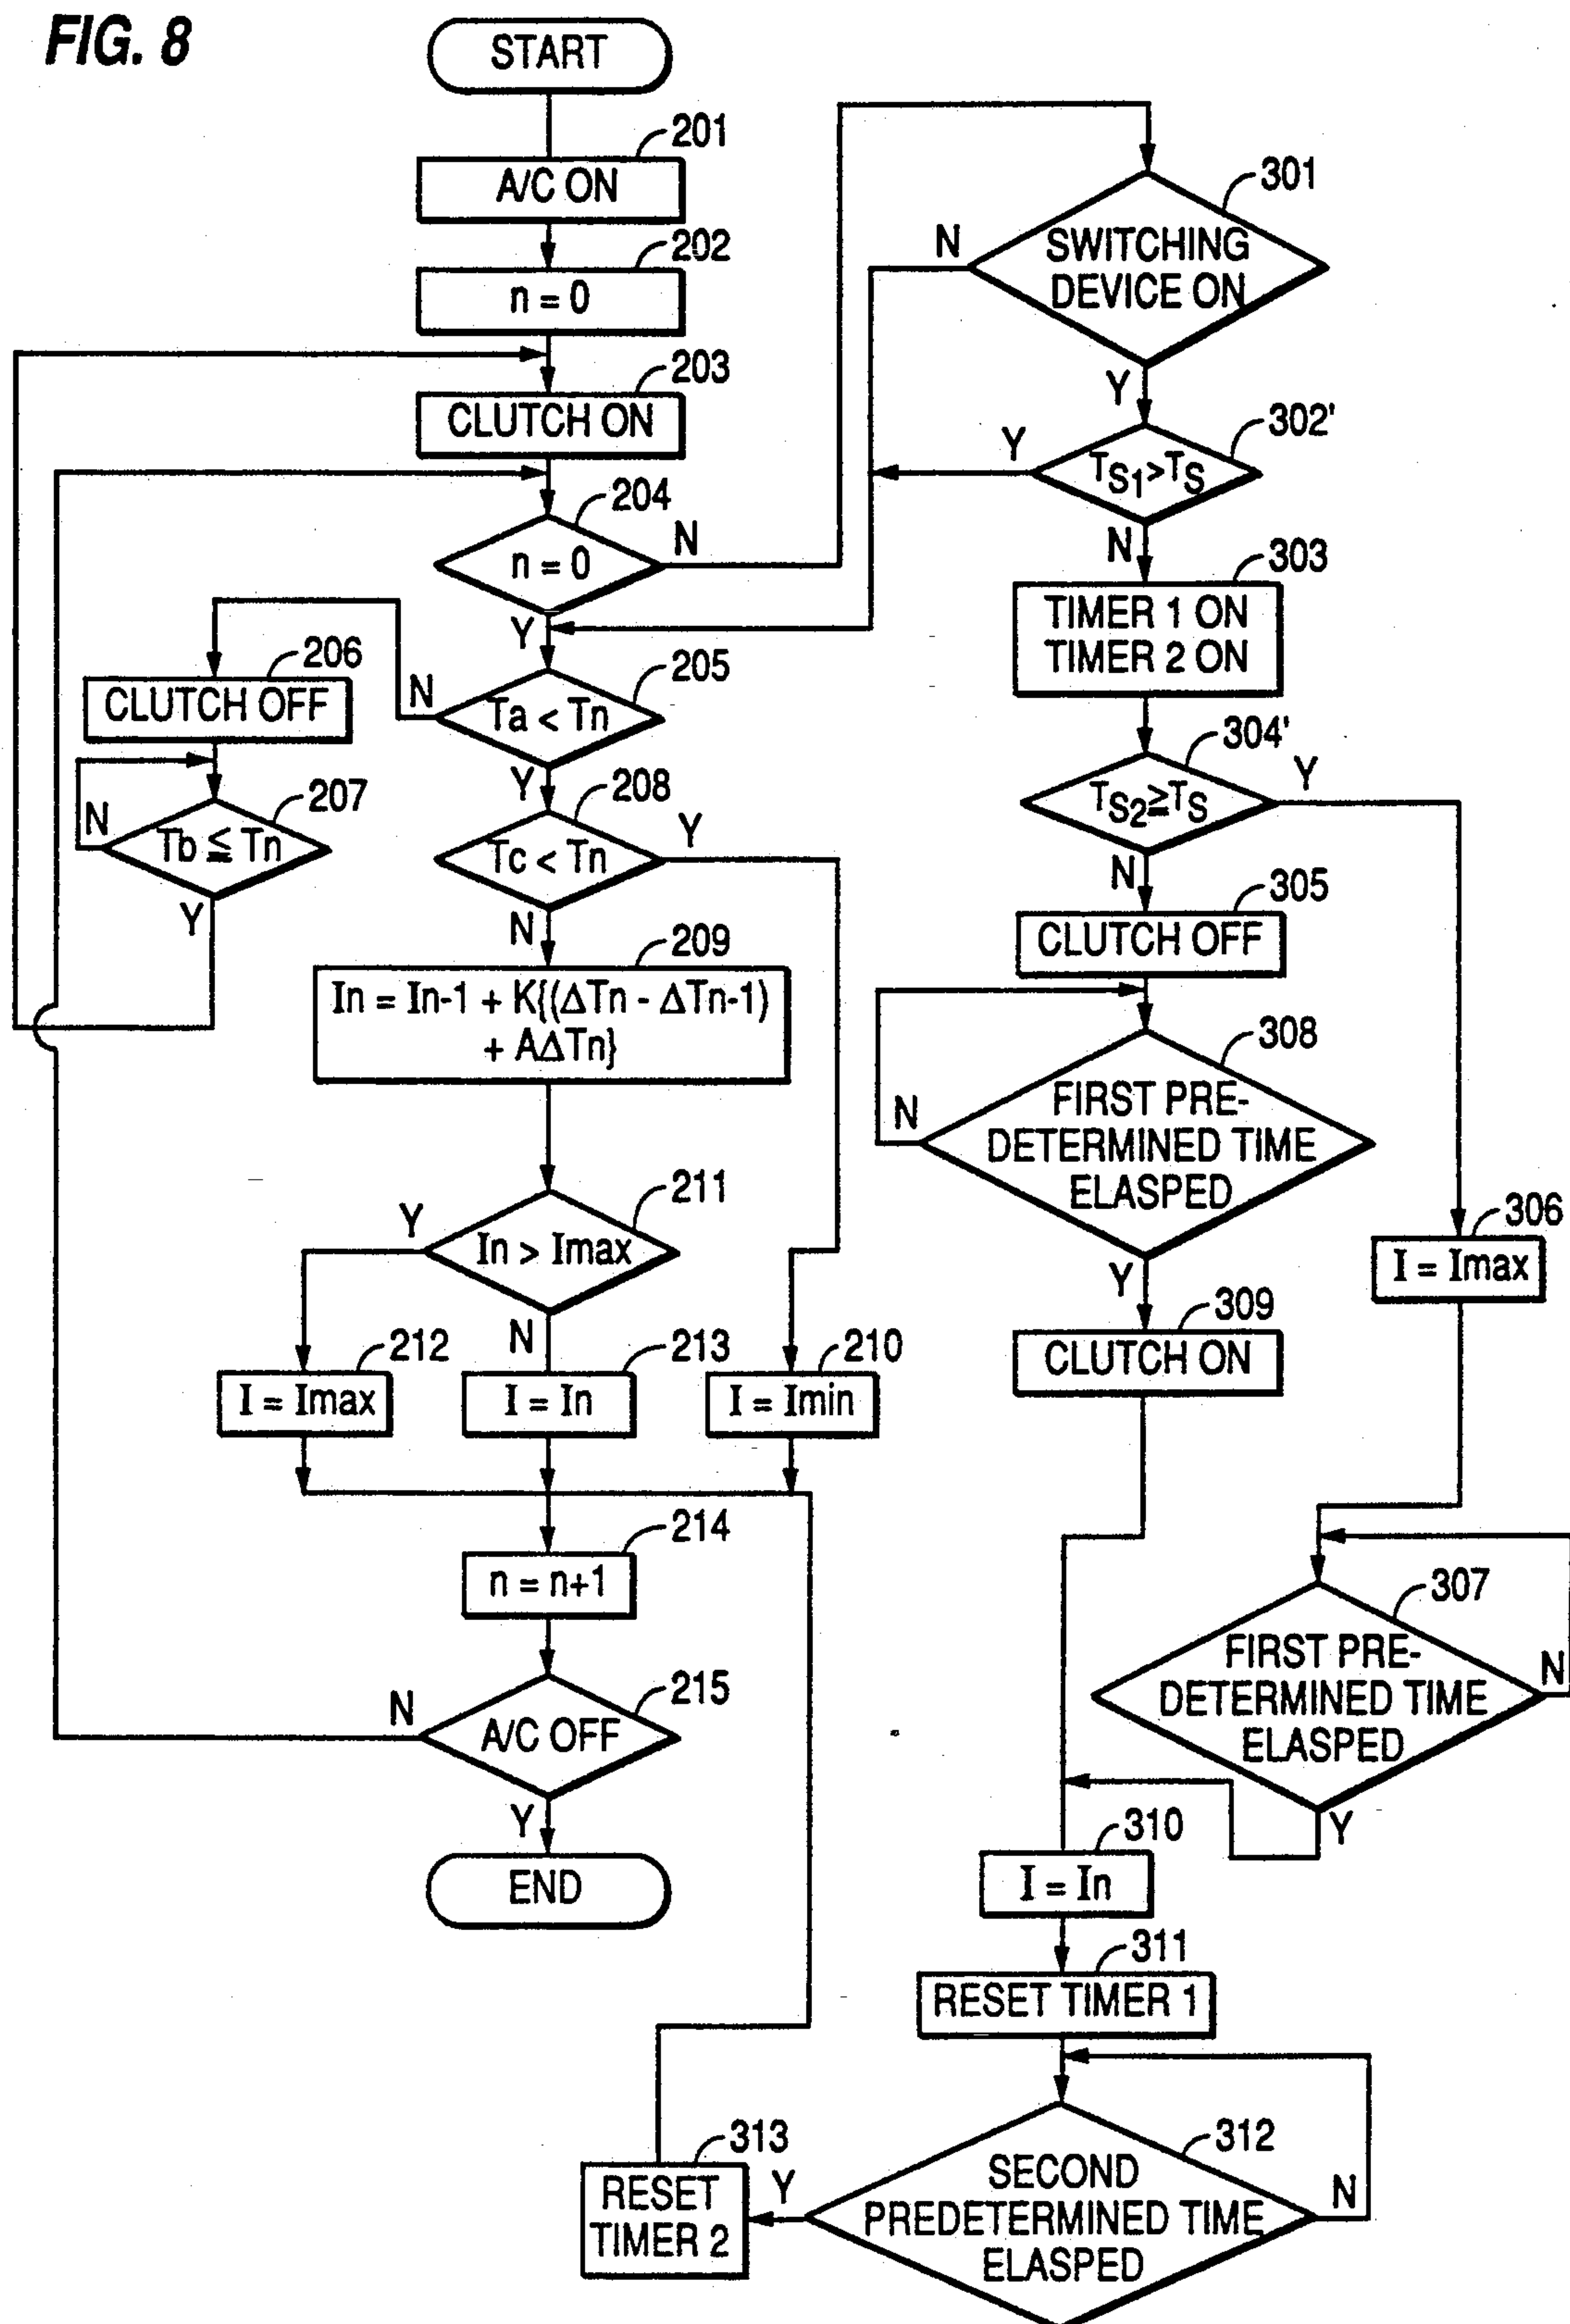 FIG. 8
START
201
A/C ON
202
n = 0
203
CLUTCH ON
204
n = 0
N
Y
205
Ta < Tn
N
Y
206
CLUTCH OFF
207
Tb ≦ Tn
N
Y
208
Tc < Tn
Y
N
209
In = In-1 + K{(ΔTn - ΔTn-1)
+ AΔTn}
211
In > Imax
Y
N
212
I = Imax
213
I = In
210
I = Imin
214
n = n+1
215
A/C OFF
N
Y
END
301
SWITCHING
DEVICE ON
N
Y
302'
TS1>TS
Y
N
303
TIMER 1 ON
TIMER 2 ON
304'
TS2≧TS
Y
N
305
CLUTCH OFF
308
FIRST PRE-
DETERMINED TIME
ELASPED
N
Y
306
I = Imax
309
CLUTCH ON
307
FIRST PRE-
DETERMINED TIME
ELASPED
N
Y
310
I = In
311
RESET TIMER 1
312
SECOND
PREDETERMINED TIME
ELASPED
N
Y
313
RESET
TIMER 2